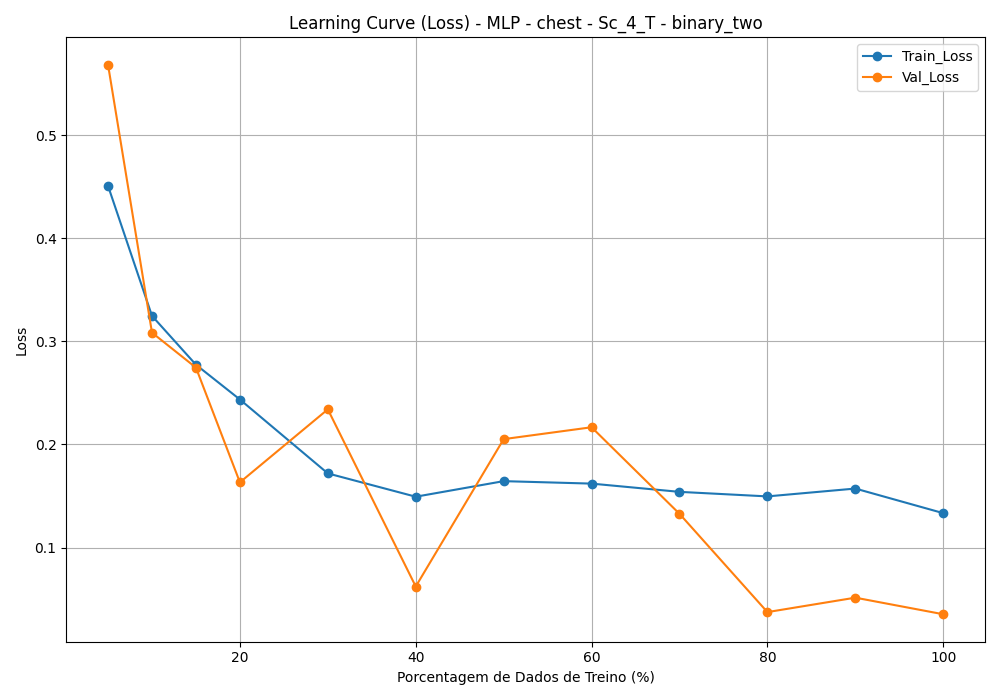 Learning Curve (Loss) - MLP - chest - Sc_4_T - binary_two
Train_Loss
Val_Loss
0.5
0.4
0.3
0.2
0.1
Loss
20
40
60
80
100
Porcentagem de Dados de Treino (%)